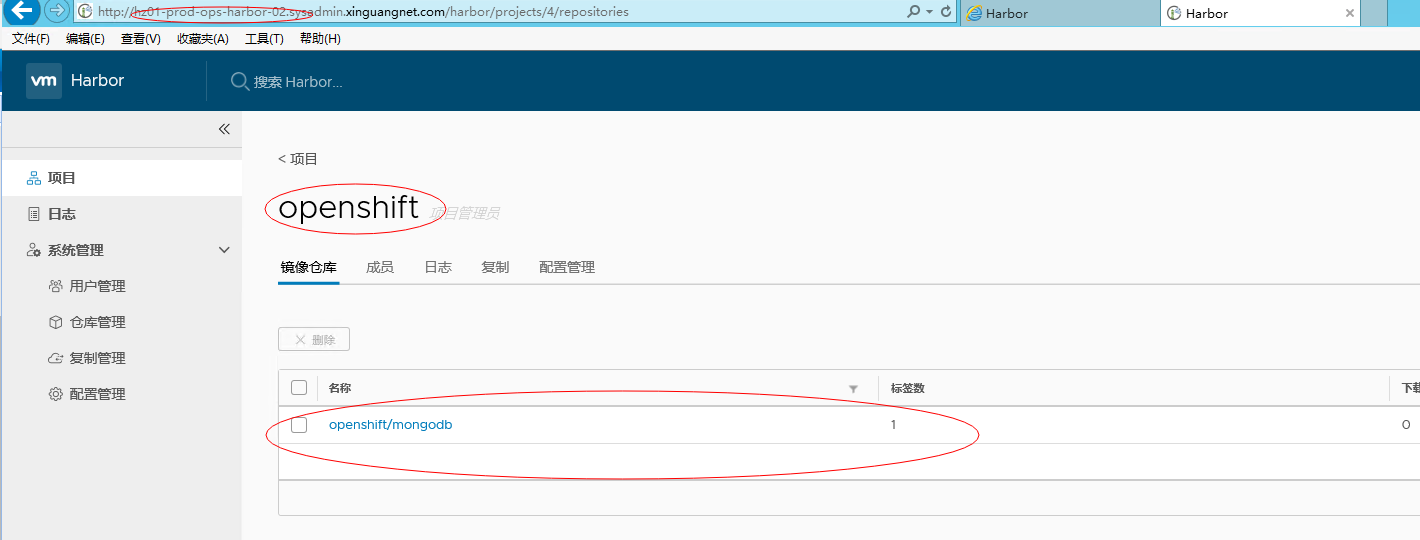 http://hz01-prod-ops-harbor-02.sysadmin.xinguangnet.com/harbor/projects/4/repositories
Harbor
Harbor
文件(F) 编辑(E) 查看(V) 收藏夹(A) 工具(T) 帮助(H)
vm Harbor 搜索 Harbor...
< 项目
项目
openshift 项目管理员
日志
系统管理
镜像仓库 成员 日志 复制 配置管理
用户管理
仓库管理
删除
复制管理
配置管理
名称 标签数 下载
openshift/mongodb 1 0